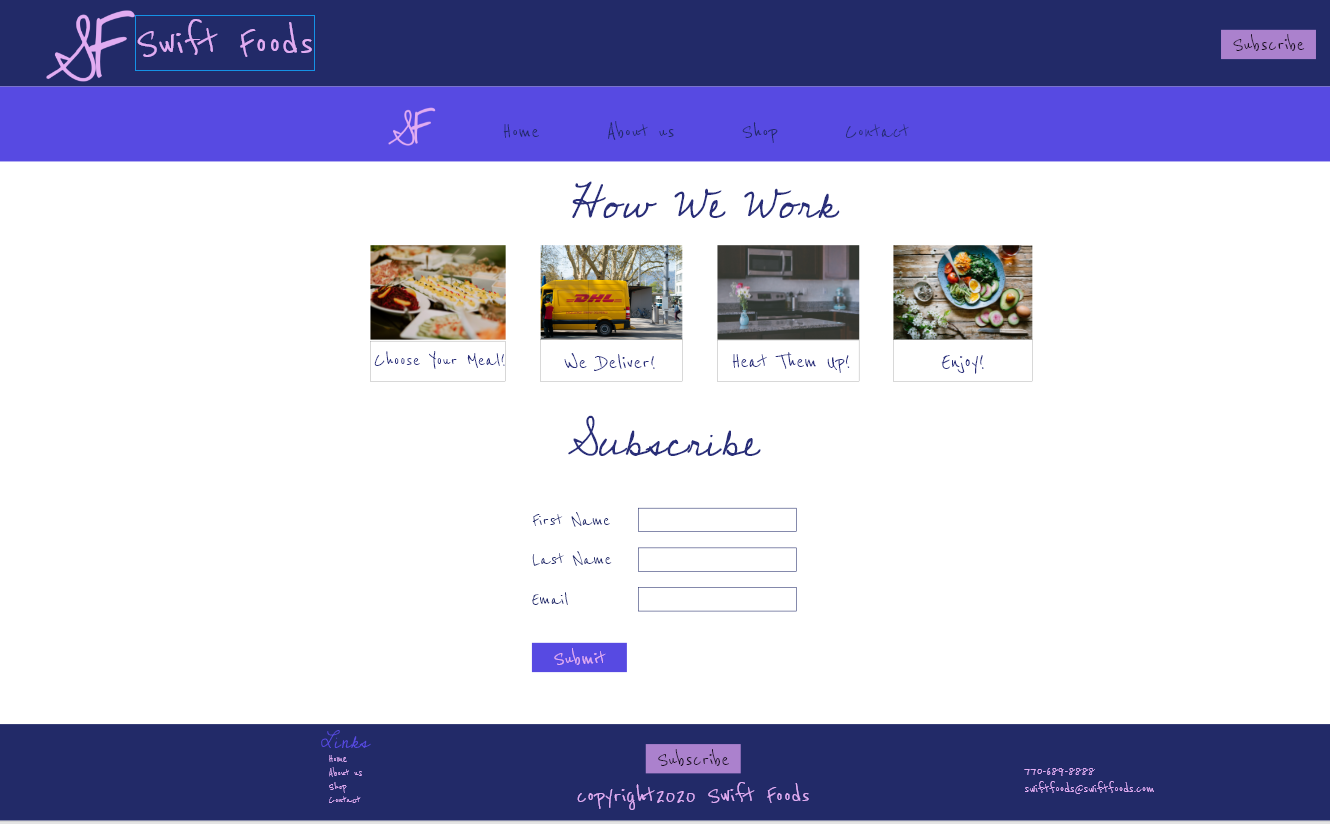 SF Swift Foods
Subscribe
SF Home About us Shop Contact
How We Work
DHL
Choose Your Meal! We Deliver! Heat Them Up! Enjoy!
Subscribe
First Name
Last Name
Email
Submit
Links
Home
About us
Shop
Contact
Subscribe
copyright2020 Swift Foods
770-689-8888
swiftfoods@swiftfoods.com